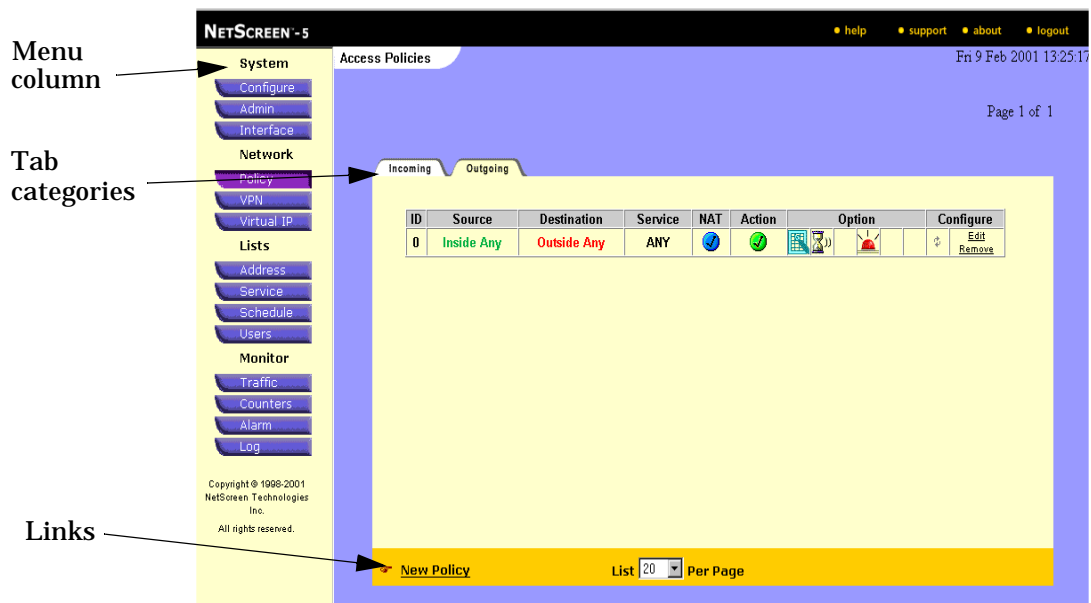 NETSCREEN™-5
help support about logout
Menu column
System
Configure
Admin
Interface
Network
Policy
VPN
Virtual IP
Lists
Address
Service
Schedule
Users
Monitor
Traffic
Counters
Alarm
Log
Copyright © 1998-2001
NetScreen Technologies
Inc.
All rights reserved.
Access Policies
Fri 9 Feb 2001 13:25:17
Page 1 of 1
Tab categories
Incoming Outgoing
ID Source Destination Service NAT Action Option Configure
0 Inside Any Outside Any ANY Edit
Remove
Links
New Policy List 20 Per Page